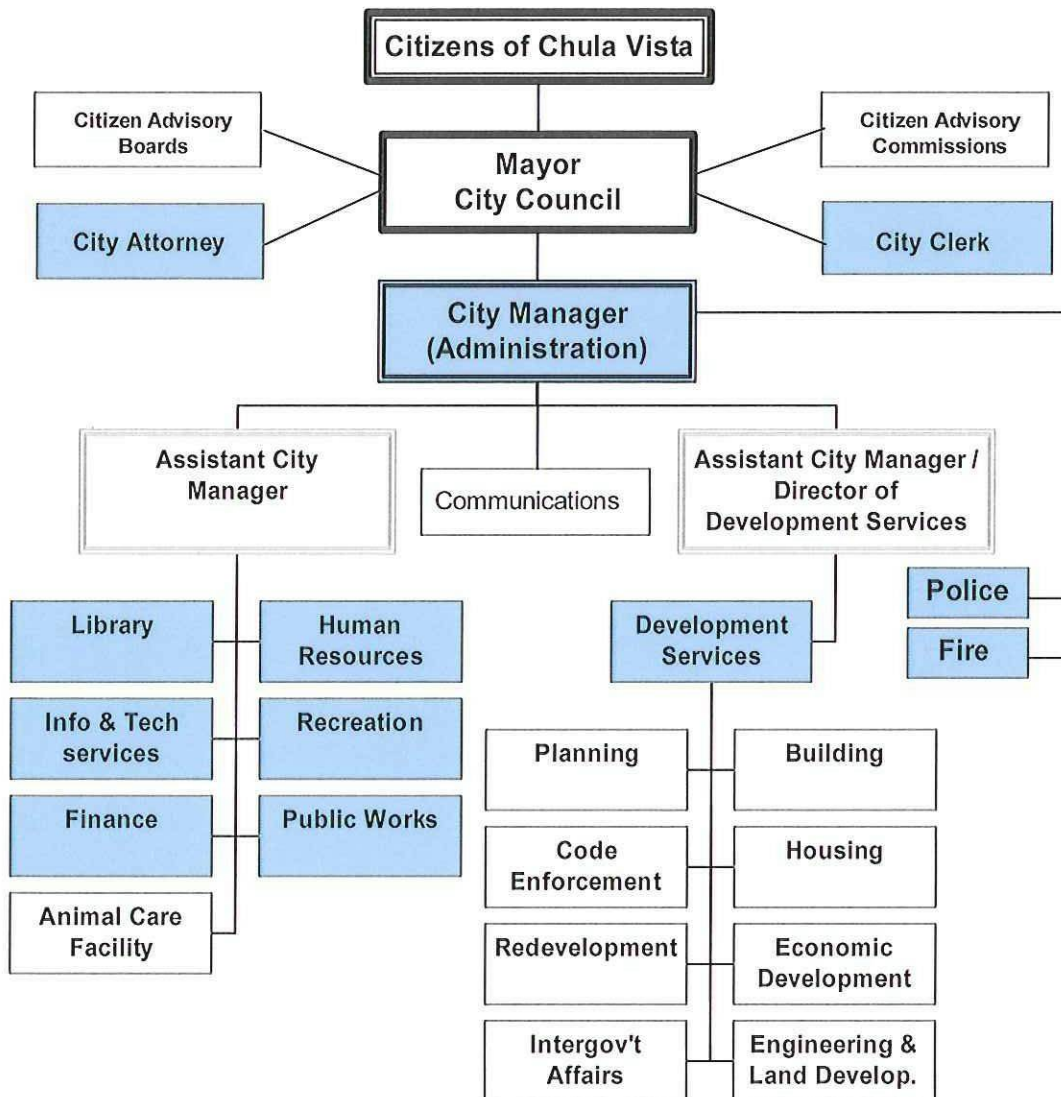 Citizens of Chula Vista
Citizen Advisory
Boards
Citizen Advisory
Commissions
Mayor
City Council
City Attorney
City Clerk
City Manager
(Administration)
Assistant City
Manager
Communications
Assistant City Manager /
Director of
Development Services
Library
Human
Resources
Development
Services
Police
Fire
Info & Tech
services
Recreation
Planning
Building
Finance
Public Works
Code
Enforcement
Housing
Animal Care
Facility
Redevelopment
Economic
Development
Intergov't
Affairs
Engineering &
Land Develop.